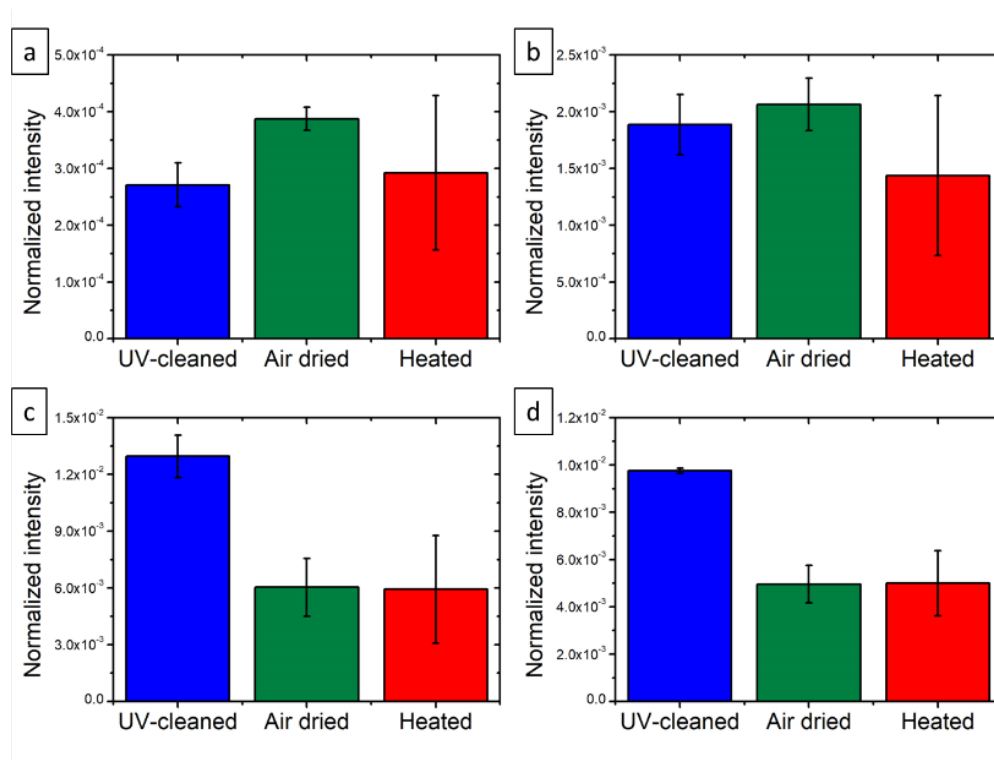 a
Normalized intensity
5.0x10⁻⁴
4.0x10⁻⁴
3.0x10⁻⁴
2.0x10⁻⁴
1.0x10⁻⁴
0.0
UV-cleaned Air dried Heated
b
Normalized intensity
2.5x10⁻³
2.0x10⁻³
1.5x10⁻³
1.0x10⁻³
5.0x10⁻⁴
0.0
UV-cleaned Air dried Heated
c
Normalized intensity
1.5x10⁻²
1.2x10⁻²
9.0x10⁻³
6.0x10⁻³
3.0x10⁻³
0.0
UV-cleaned Air dried Heated
d
Normalized intensity
1.2x10⁻²
1.0x10⁻²
8.0x10⁻³
6.0x10⁻³
4.0x10⁻³
2.0x10⁻³
0.0
UV-cleaned Air dried Heated